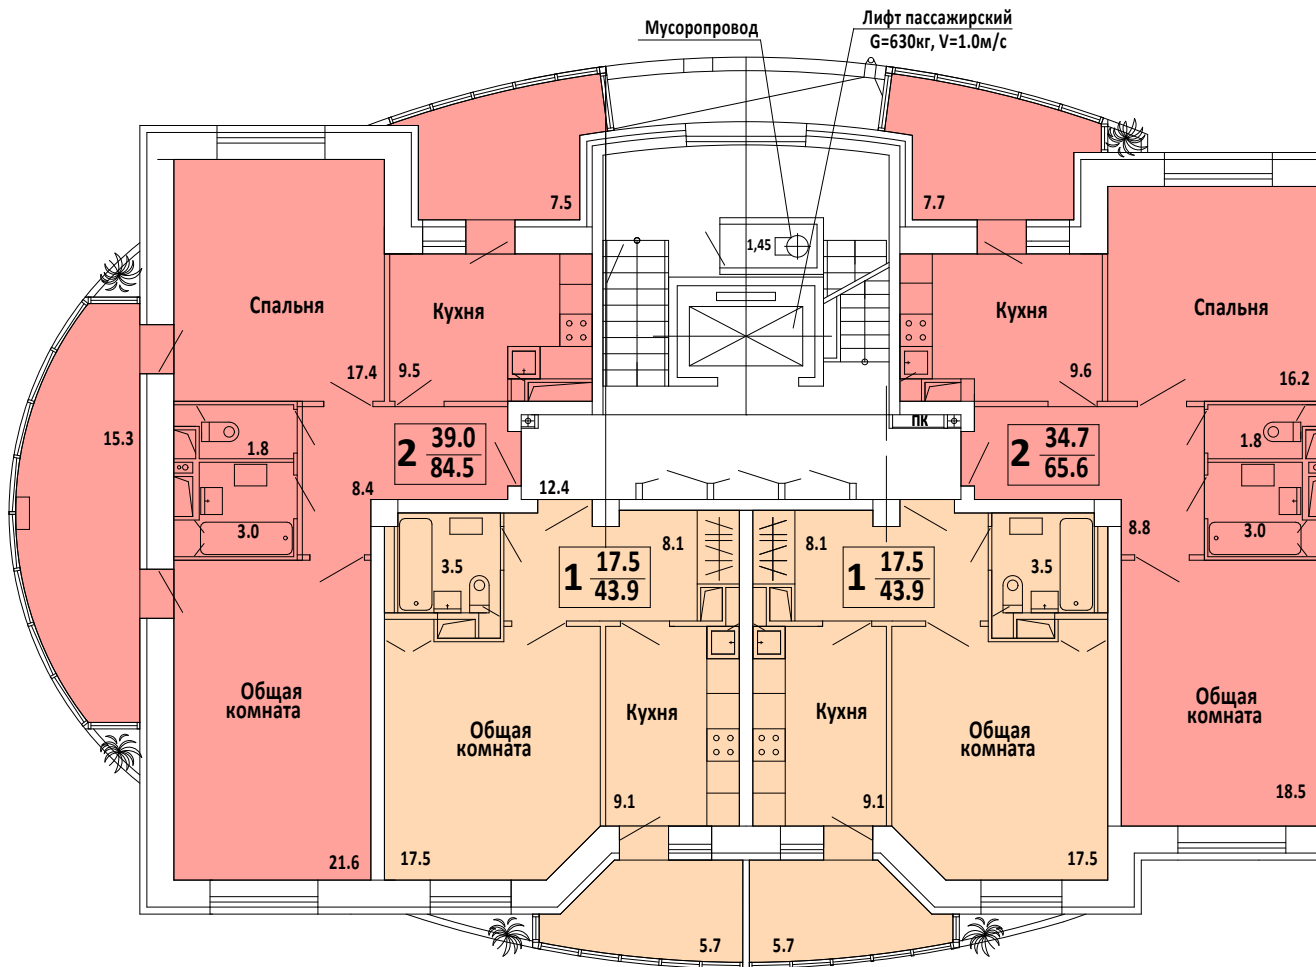 Мусоропровод
Лифт пассажирский
G=630кг, V=1.0м/с
7.5
7.7
1,45
Спальня
Кухня
Кухня
Спальня
17.4
9.5
9.6
16.2
15.3
1.8
2 39.0
84.5
ПК
2 34.7
65.6
1.8
8.4
12.4
3.0
8.8
3.0
3.5
8.1
8.1
3.5
1 17.5
43.9
1 17.5
43.9
Общая
комната
Общая
комната
Кухня
Кухня
Общая
комната
Общая
комната
9.1
9.1
18.5
21.6
17.5
17.5
5.7
5.7